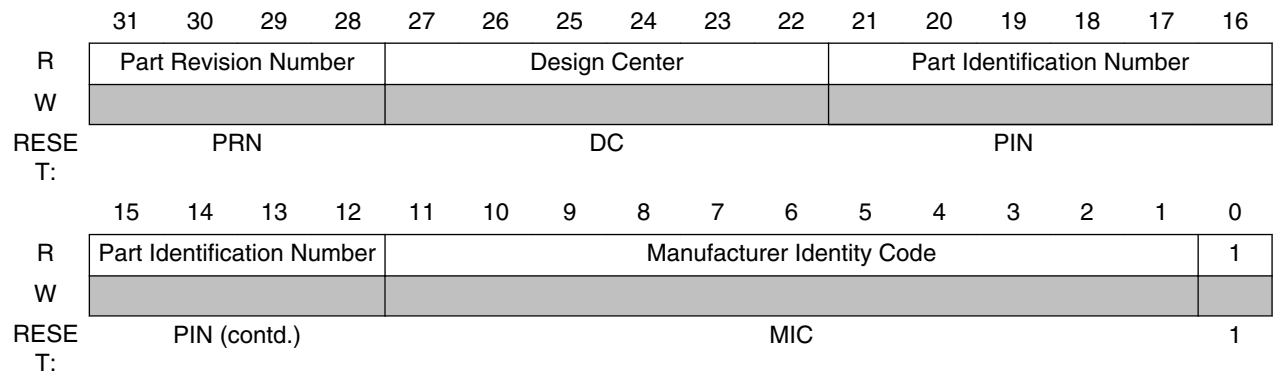 31 30 29 28 27 26 25 24 23 22 21 20 19 18 17 16
R Part Revision Number Design Center Part Identification Number
W
RESE PRN DC PIN
T:
15 14 13 12 11 10 9 8 7 6 5 4 3 2 1 0
R Part Identification Number Manufacturer Identity Code 1
W
RESE PIN (contd.) MIC 1
T: